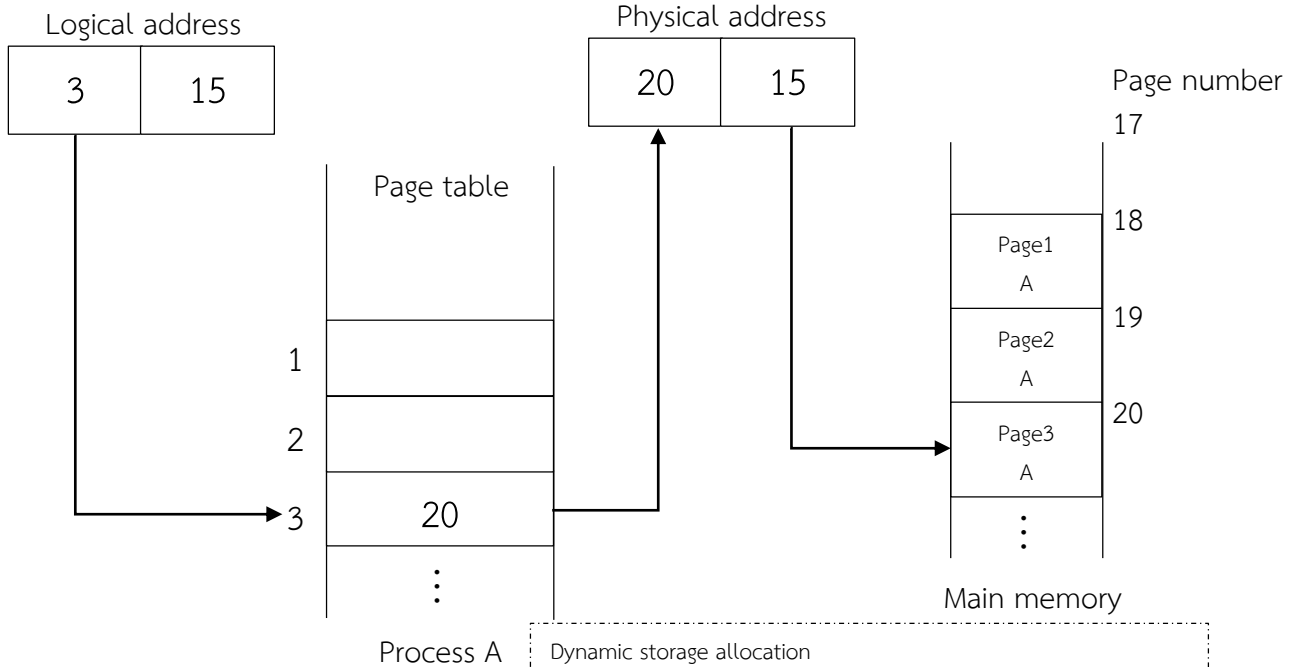 Logical address
3 15
Physical address
20 15
Page number
17
18
19
20
Page table
1
2
3 20
⋮
Page1
A
Page2
A
Page3
A
⋮
Main memory
Process A
Dynamic storage allocation